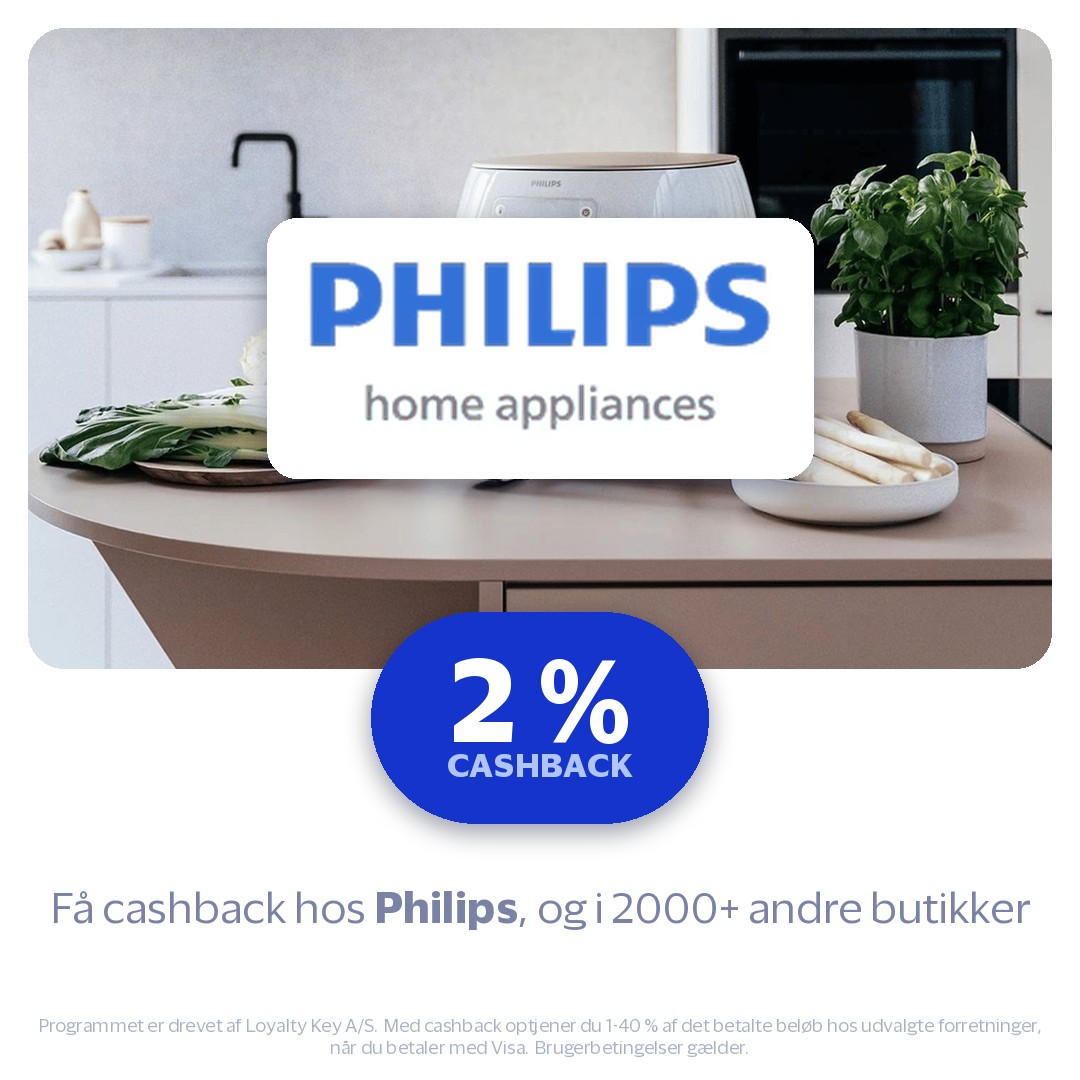 PHILIPS
PHILIPS
home appliances
2 %
CASHBACK
Få cashback hos Philips, og i 2000+ andre butikker
Programmet er drevet af Loyalty Key A/S. Med cashback optjener du 1-40 % af det betalte beløb hos udvalgte forretninger,
når du betaler med Visa. Brugerbetingelser gælder.